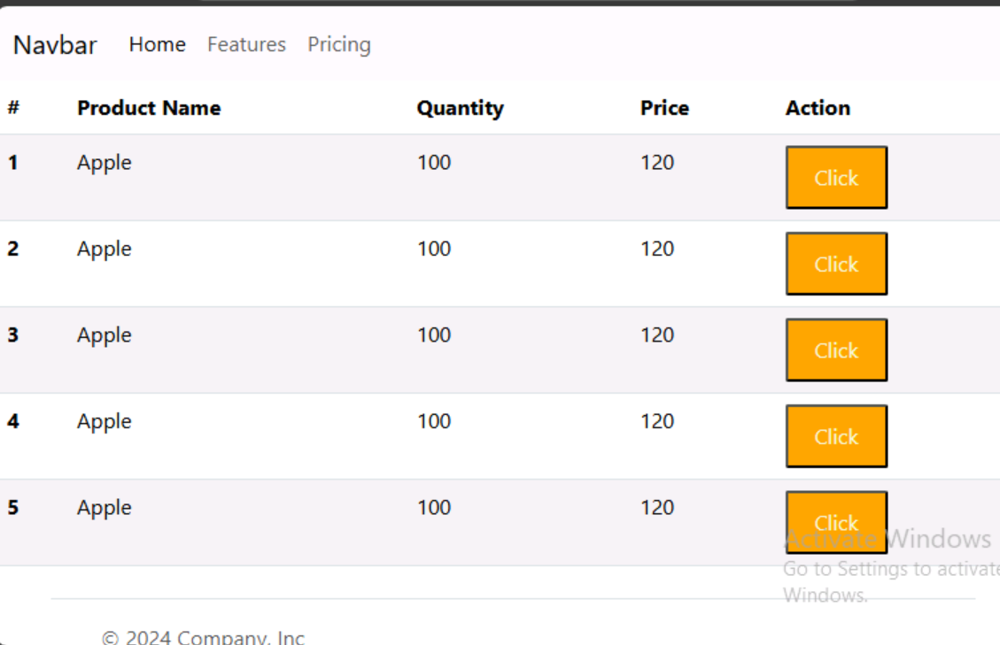 Navbar Home Features Pricing
# Product Name Quantity Price Action
1 Apple 100 120 Click
2 Apple 100 120 Click
3 Apple 100 120 Click
4 Apple 100 120 Click
5 Apple 100 120 Click
Activate Windows
Go to Settings to activate
Windows.
© 2024 Company, Inc